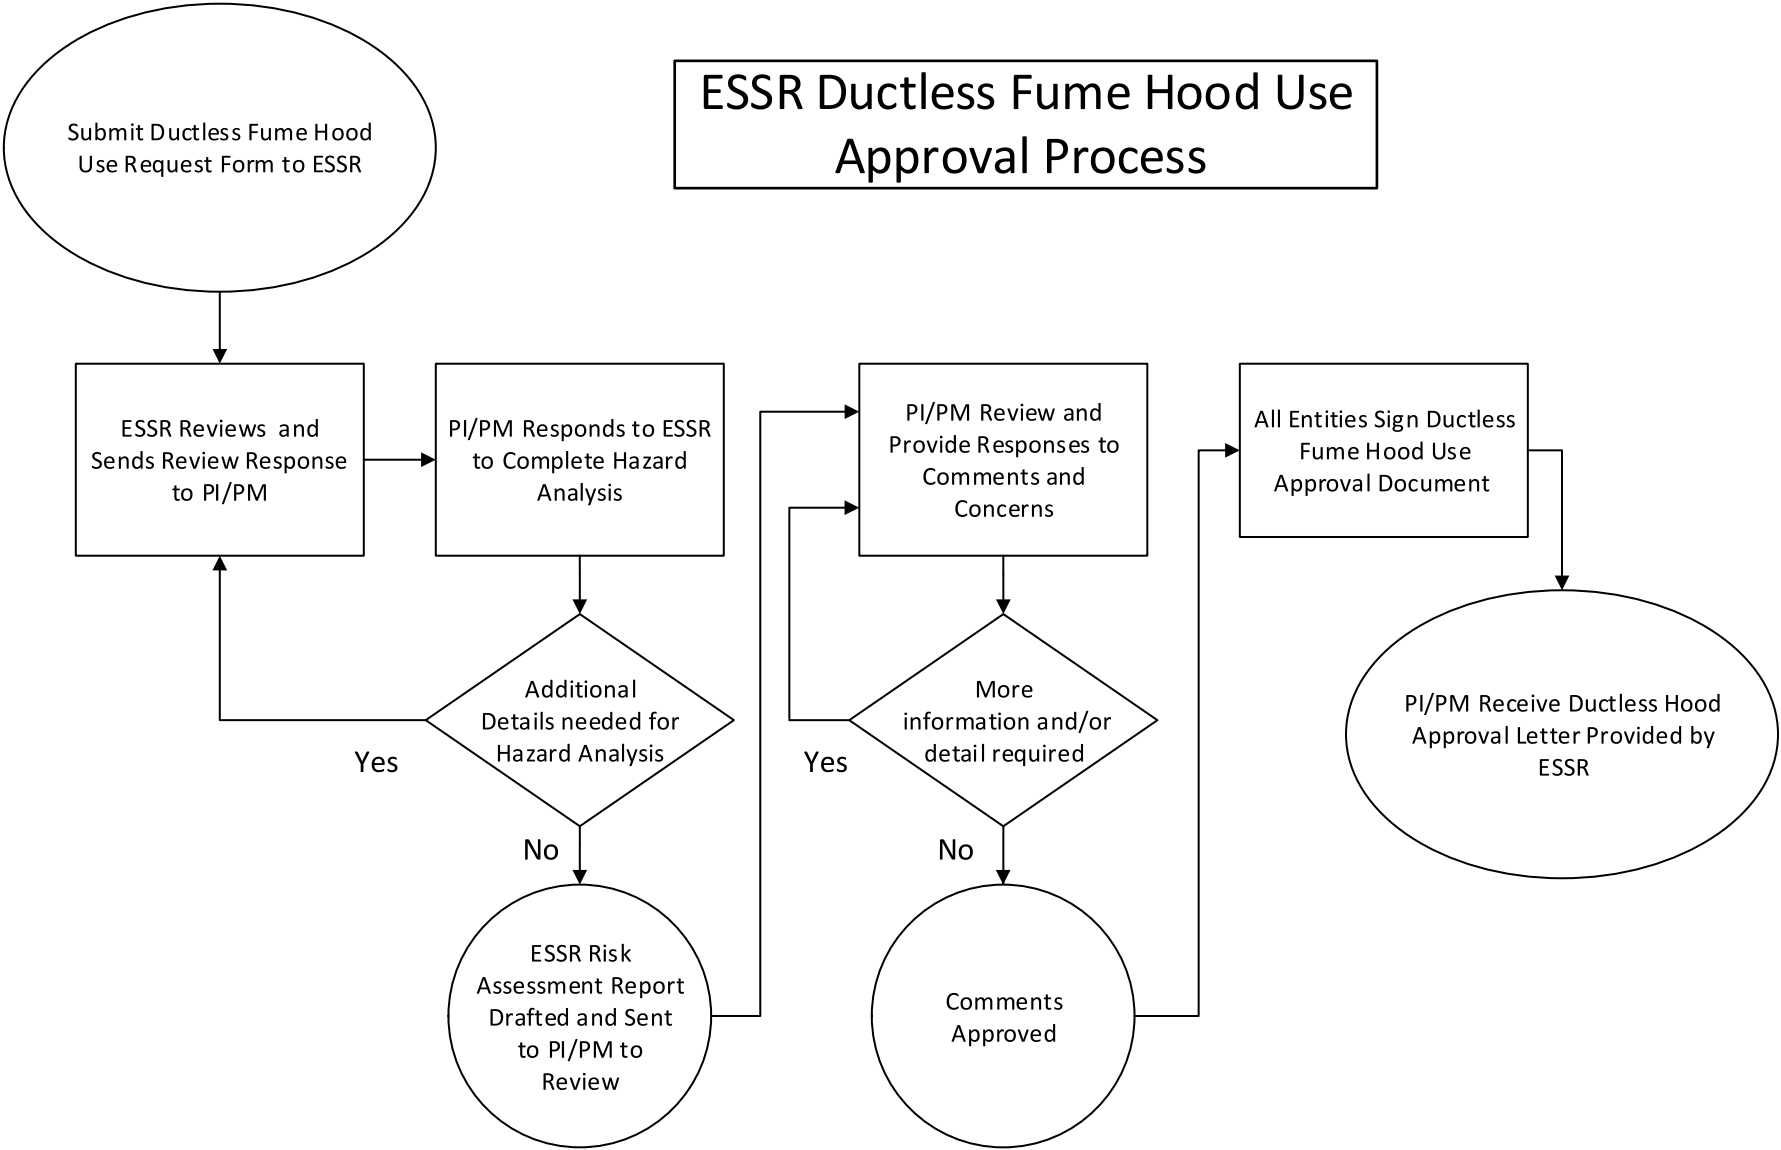 ESSR Ductless Fume Hood Use
Approval Process
Submit Ductless Fume Hood
Use Request Form to ESSR
ESSR Reviews and
Sends Review Response
to PI/PM
PI/PM Responds to ESSR
to Complete Hazard
Analysis
Additional
Details needed for
Hazard Analysis
Yes
No
ESSR Risk
Assessment Report
Drafted and Sent
to PI/PM to
Review
PI/PM Review and
Provide Responses to
Comments and
Concerns
More
information and/or
detail required
Yes
No
Comments
Approved
All Entities Sign Ductless
Fume Hood Use
Approval Document
PI/PM Receive Ductless Hood
Approval Letter Provided by
ESSR